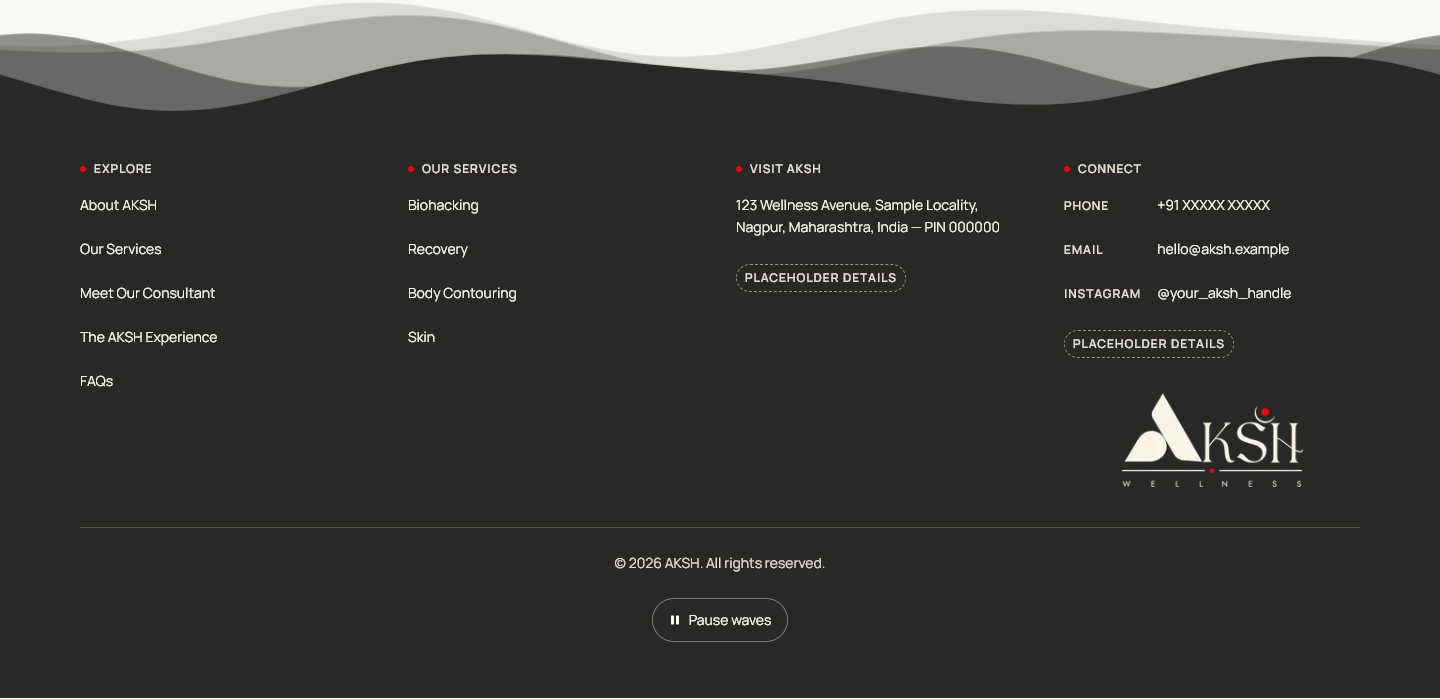 EXPLORE
About AKSH
Our Services
Meet Our Consultant
The AKSH Experience
FAQs
OUR SERVICES
Biohacking
Recovery
Body Contouring
Skin
VISIT AKSH
123 Wellness Avenue, Sample Locality,
Nagpur, Maharashtra, India — PIN 000000
PLACEHOLDER DETAILS
CONNECT
PHONE +91 XXXXX XXXXX
EMAIL hello@aksh.example
INSTAGRAM @your_aksh_handle
PLACEHOLDER DETAILS
AKSH
WELLNESS
© 2026 AKSH. All rights reserved.
Pause waves